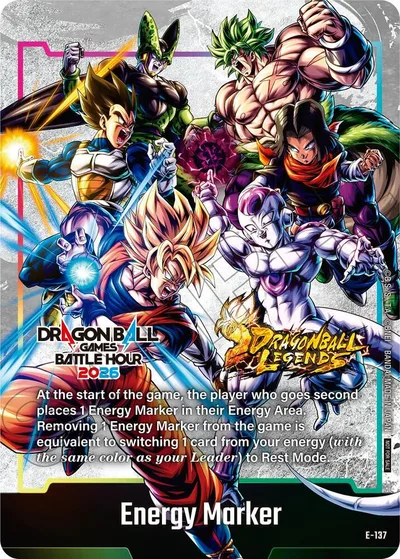 DRAGON BALL
GAMES
BATTLE HOUR
2026
DRAGONBALL
LEGENDS
At the start of the game, the player who goes second
places 1 Energy Marker in their Energy Area.
Removing 1 Energy Marker from the game is
equivalent to switching 1 card from your energy (with
the same color as your Leader) to Rest Mode.
NOT FOR SALE
Energy Marker
E-137